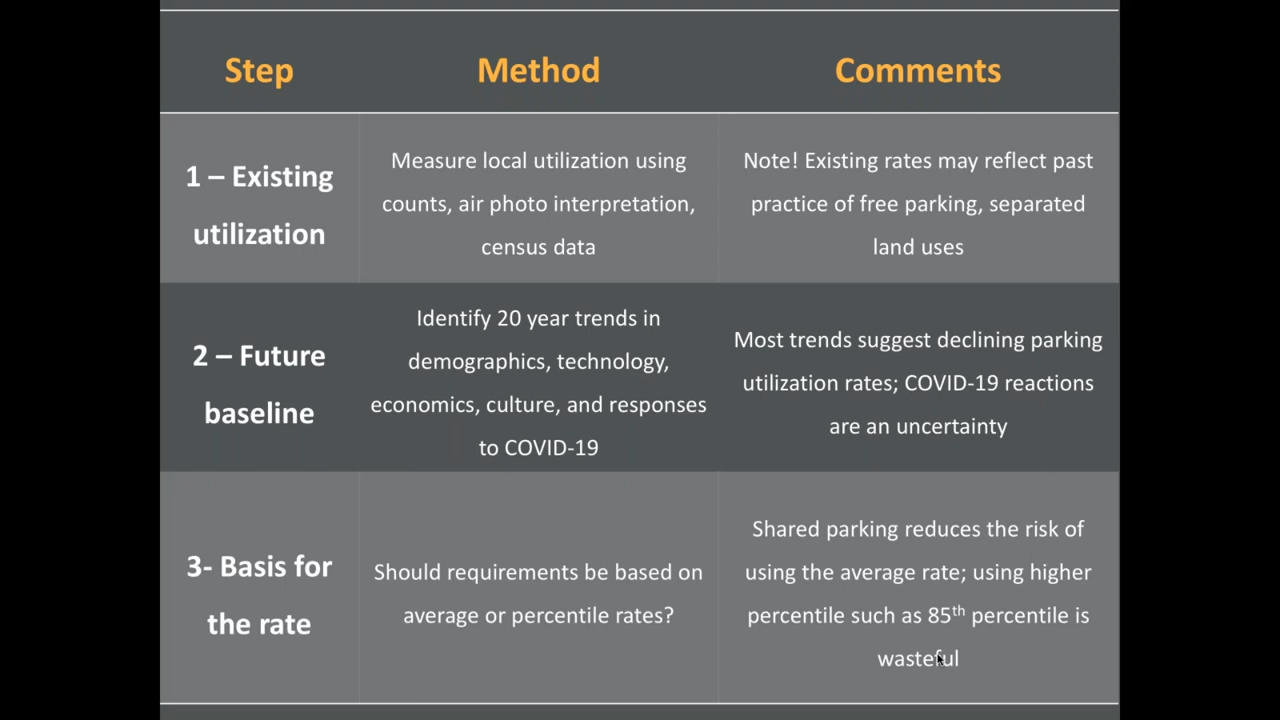 Step
Method
Comments
1 – Existing
utilization
Measure local utilization using
counts, air photo interpretation,
census data
Note! Existing rates may reflect past
practice of free parking, separated
land uses
2 – Future
baseline
Identify 20 year trends in
demographics, technology,
economics, culture, and responses
to COVID-19
Most trends suggest declining parking
utilization rates; COVID-19 reactions
are an uncertainty
3- Basis for
the rate
Should requirements be based on
average or percentile rates?
Shared parking reduces the risk of
using the average rate; using higher
percentile such as 85th percentile is
wasteful